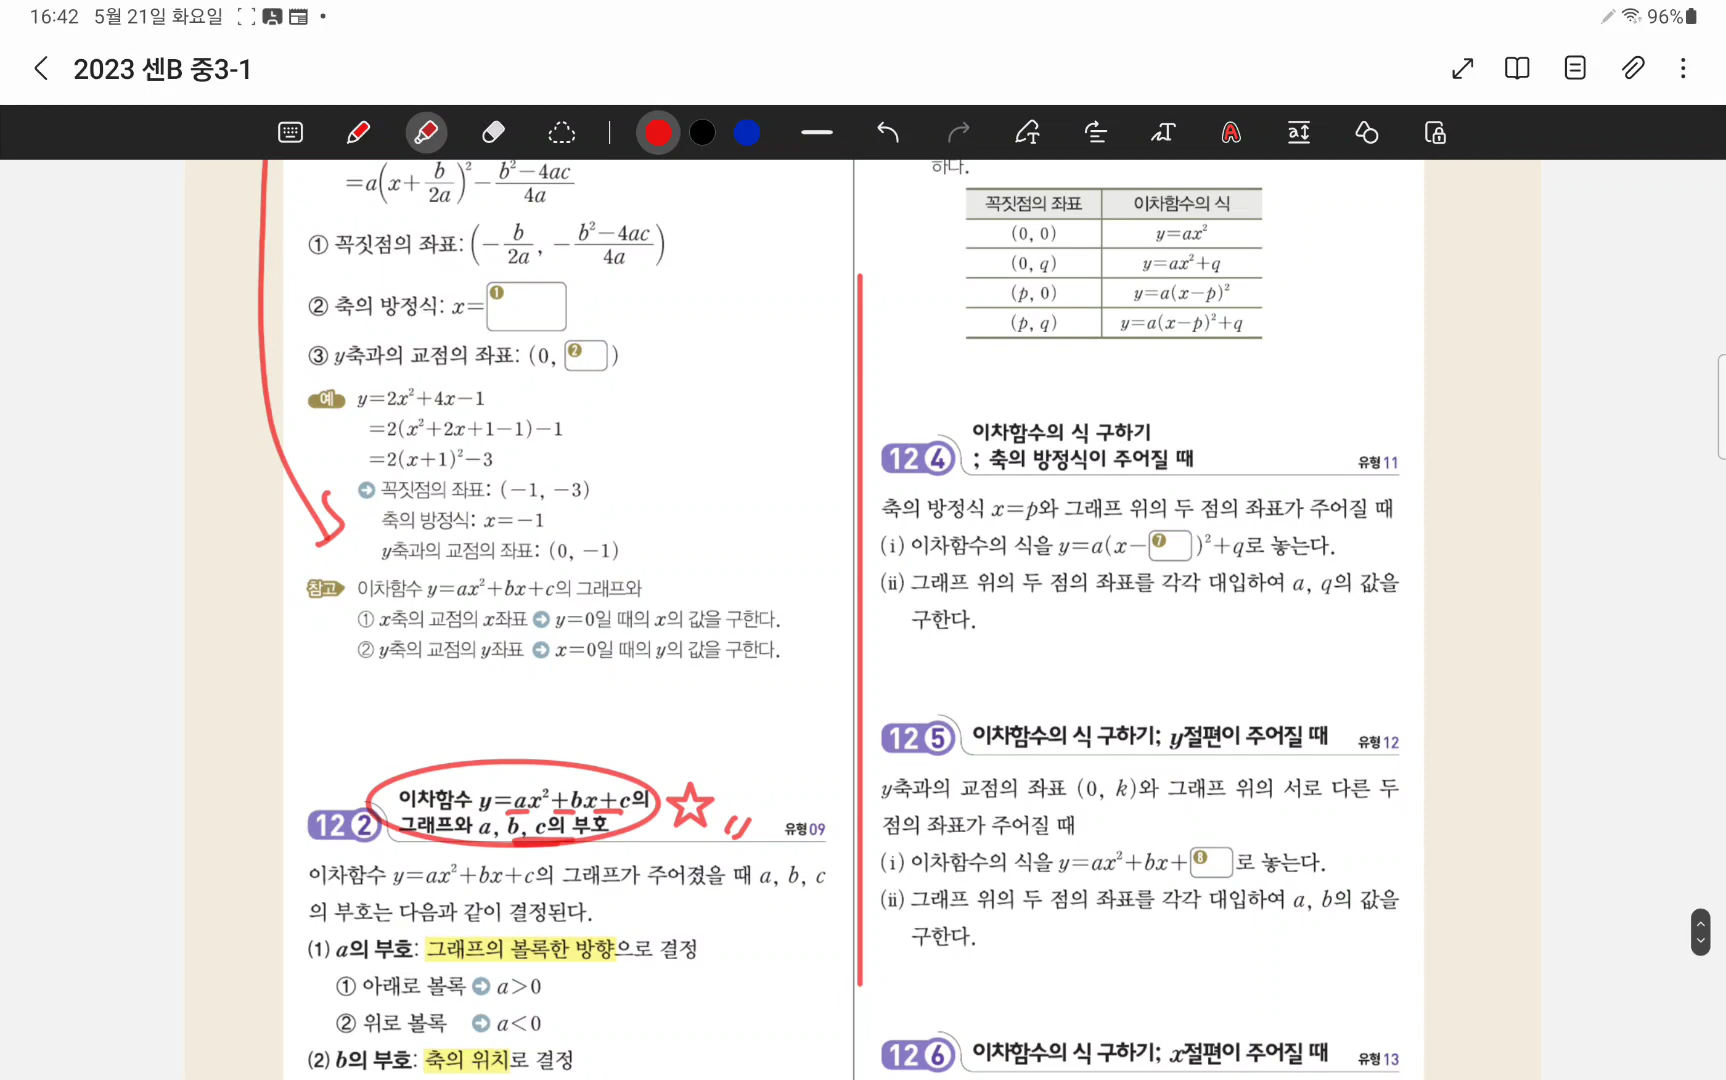 16:42 5월 21일 화요일
96%
2023 센B 중3-1
=a(x+b/2a)²−(b²−4ac)/4a
① 꼭짓점의 좌표: (−b/2a, −(b²−4ac)/4a)
② 축의 방정식: x= ❶
③ y축과의 교점의 좌표: (0, ❷ )
예 y=2x²+4x−1
=2(x²+2x+1−1)−1
=2(x+1)²−3
➔ 꼭짓점의 좌표: (−1, −3)
축의 방정식: x=−1
y축과의 교점의 좌표: (0, −1)
참고 이차함수 y=ax²+bx+c의 그래프와
① x축의 교점의 x좌표 ➔ y=0일 때의 x의 값을 구한다.
② y축의 교점의 y좌표 ➔ x=0일 때의 y의 값을 구한다.
12 2 이차함수 y=ax²+bx+c의
그래프와 a, b, c의 부호 유형 09
이차함수 y=ax²+bx+c의 그래프가 주어졌을 때 a, b, c
의 부호는 다음과 같이 결정된다.
(1) a의 부호: 그래프의 볼록한 방향으로 결정
① 아래로 볼록 ➔ a>0
② 위로 볼록 ➔ a<0
(2) b의 부호: 축의 위치로 결정
하다.
꼭짓점의 좌표 이차함수의 식
(0, 0) y=ax²
(0, q) y=ax²+q
(p, 0) y=a(x−p)²
(p, q) y=a(x−p)²+q
12 4 이차함수의 식 구하기
; 축의 방정식이 주어질 때 유형 11
축의 방정식 x=p와 그래프 위의 두 점의 좌표가 주어질 때
(ⅰ) 이차함수의 식을 y=a(x− ❼ )²+q로 놓는다.
(ⅱ) 그래프 위의 두 점의 좌표를 각각 대입하여 a, q의 값을
구한다.
12 5 이차함수의 식 구하기; y절편이 주어질 때 유형 12
y축과의 교점의 좌표 (0, k)와 그래프 위의 서로 다른 두
점의 좌표가 주어질 때
(ⅰ) 이차함수의 식을 y=ax²+bx+ ❽ 로 놓는다.
(ⅱ) 그래프 위의 두 점의 좌표를 각각 대입하여 a, b의 값을
구한다.
12 6 이차함수의 식 구하기; x절편이 주어질 때 유형 13